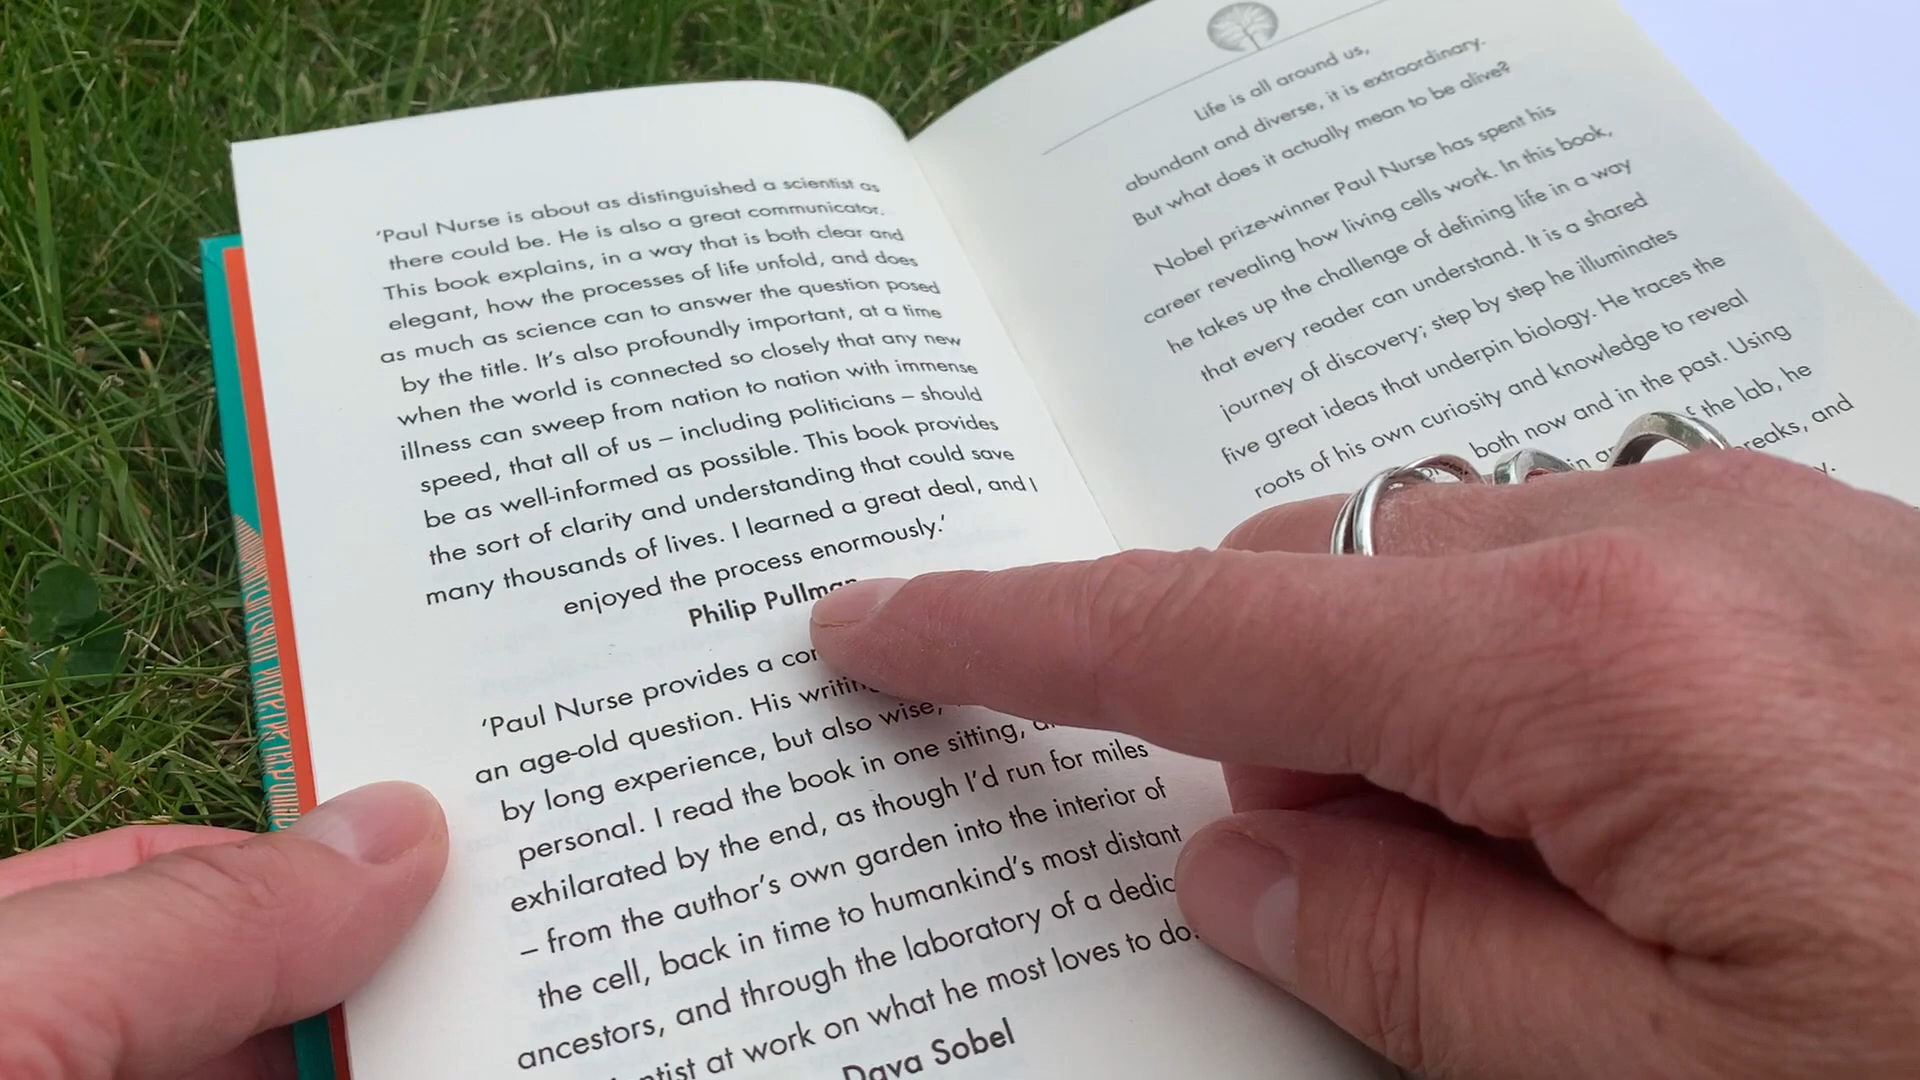 'Paul Nurse is about as distinguished a scientist as
there could be. He is also a great communicator.
This book explains, in a way that is both clear and
elegant, how the processes of life unfold, and does
as much as science can to answer the question posed
by the title. It's also profoundly important, at a time
when the world is connected so closely that any new
illness can sweep from nation to nation with immense
speed, that all of us – including politicians – should
be as well-informed as possible. This book provides
the sort of clarity and understanding that could save
many thousands of lives. I learned a great deal, and I
enjoyed the process enormously.'
Philip Pullman
'Paul Nurse provides a
an age-old question. His writing
by long experience, but also wise,
personal. I read the book in one sitting,
exhilarated by the end, as though I'd run for miles
– from the author's own garden into the interior of
the cell, back in time to humankind's most distant
ancestors, and through the laboratory of a
at work on what he most loves to do.
Dava Sobel
Life is all around us,
abundant and diverse, it is extraordinary.
But what does it actually mean to be alive?
Nobel prize-winner Paul Nurse has spent his
career revealing how living cells work. In this book,
he takes up the challenge of defining life in a way
that every reader can understand. It is a shared
journey of discovery; step by step he illuminates
five great ideas that underpin biology. He traces the
roots of his own curiosity and knowledge to reveal
both now and in the past. Using
the lab, he
and